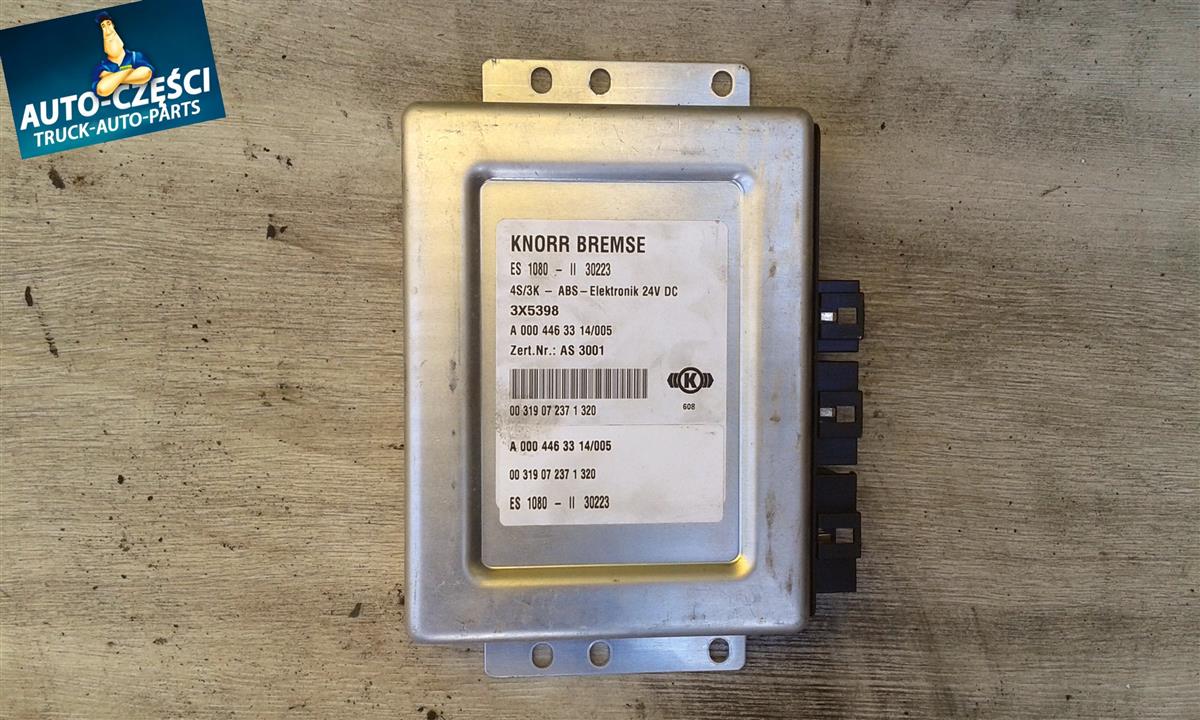 AUTO-CZĘŚCI
TRUCK-AUTO-PARTS
KNORR BREMSE
ES 1080 - II 30223
4S/3K - ABS-Elektronik 24V DC
3X5398
A 000 446 33 14/005
Zert.Nr.: AS 3001
K
608
00 319 07 237 1 320
A 000 446 33 14/005
00 319 07 237 1 320
ES 1080 - II 30223